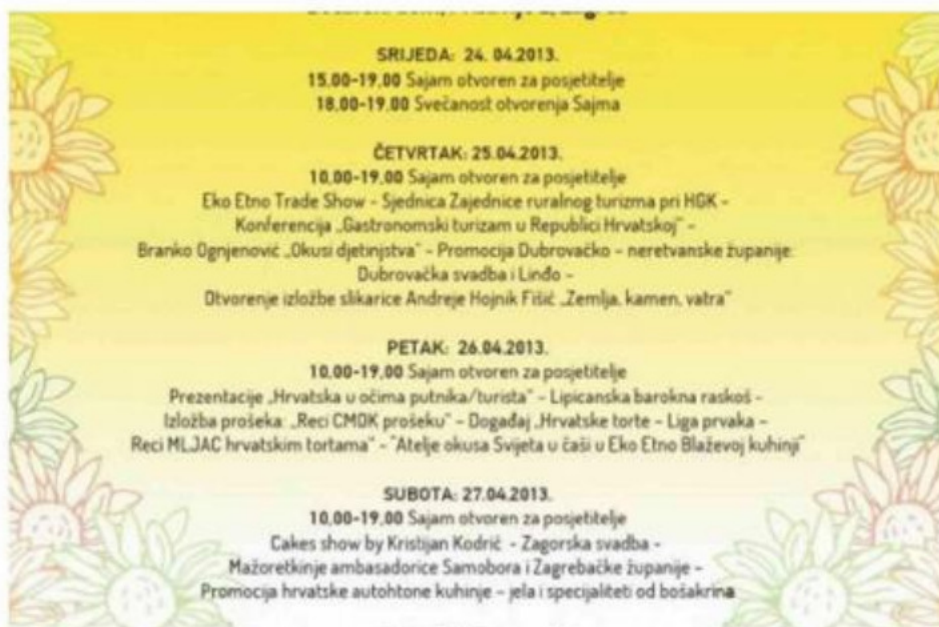 SRIJEDA: 24. 04.2013.
15.00-19.00 Sajam otvoren za posjetitelje
18.00-19.00 Svečanost otvorenja Sajma
ČETVRTAK: 25.04.2013.
10.00-19.00 Sajam otvoren za posjetitelje
Eko Etno Trade Show - Sjednica Zajednice ruralnog turizma pri HGK -
Konferencija „Gastronomski turizam u Republici Hrvatskoj" -
Branko Ognjenović „Okusi djetinjstva" - Promocija Dubrovačko - neretvanske županije:
Dubrovačka svadba i Linđo -
Otvorenje izložbe slikarice Andreje Hojnik Fišić „Zemlja, kamen, vatra"
PETAK: 26.04.2013.
10.00-19.00 Sajam otvoren za posjetitelje
Prezentacije „Hrvatska u očima putnika/turista" - Lipicanska barokna raskoš -
Izložba prošeka: „Reci CMOK prošeku" - Događaj „Hrvatske torte - Liga prvaka -
Reci MLJAC hrvatskim tortama" - "Atelje okusa Svijeta u čaši u Eko Etno Blaževoj kuhinji"
SUBOTA: 27.04.2013.
10.00-19.00 Sajam otvoren za posjetitelje
Cakes show by Kristijan Kodrić - Zagorska svadba -
Mažoretkinje ambasadorice Samobora i Zagrebačke županije -
Promocija hrvatske autohtone kuhinje - jela i specijaliteti od bošakrina